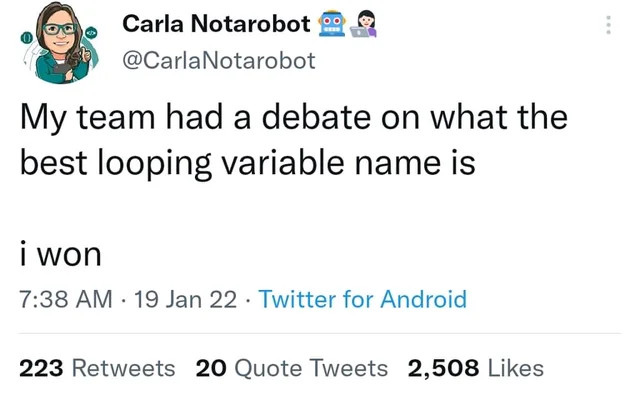 Carla Notarobot 🤖👩🏻‍💻
@CarlaNotarobot
My team had a debate on what the
best looping variable name is
i won
7:38 AM · 19 Jan 22 · Twitter for Android
223 Retweets 20 Quote Tweets 2,508 Likes